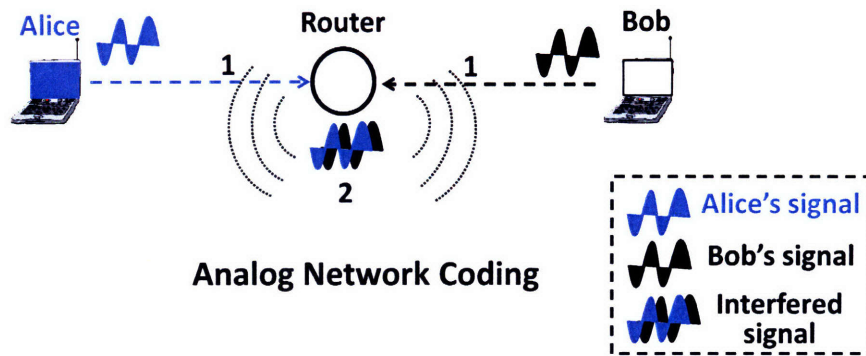 Alice
Router
Bob
1
1
2
Analog Network Coding
Alice's signal
Bob's signal
Interfered
signal